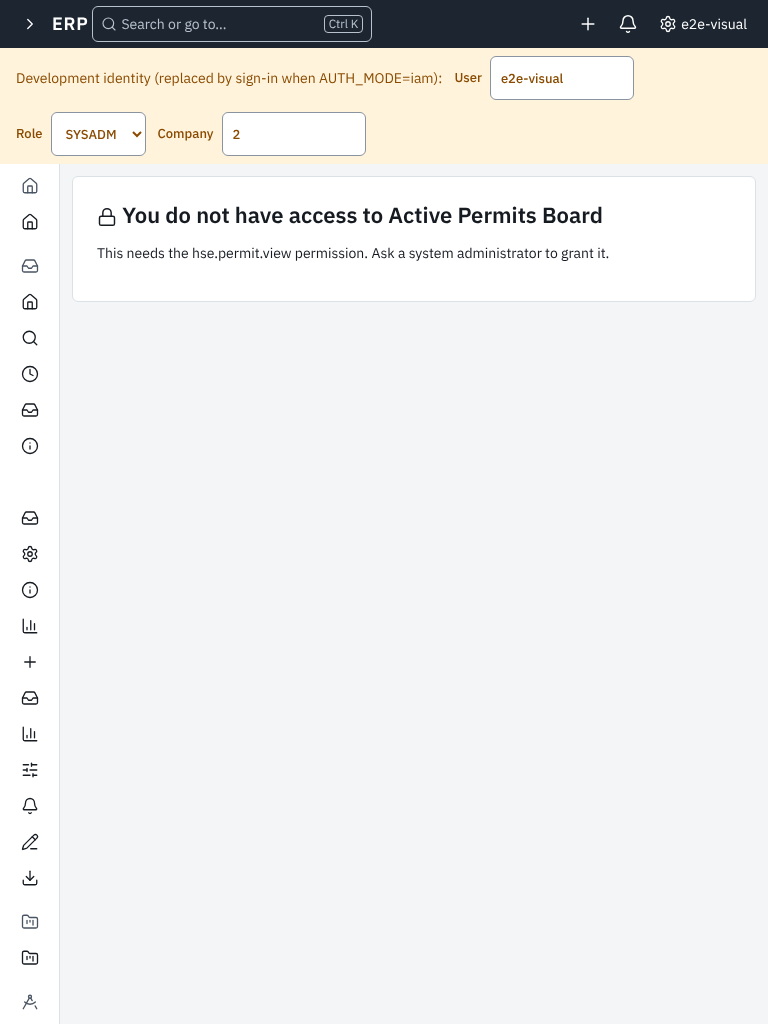 ERP Search or go to... Ctrl K e2e-visual
Development identity (replaced by sign-in when AUTH_MODE=iam): User e2e-visual
Role SYSADM Company 2
You do not have access to Active Permits Board
This needs the hse.permit.view permission. Ask a system administrator to grant it.